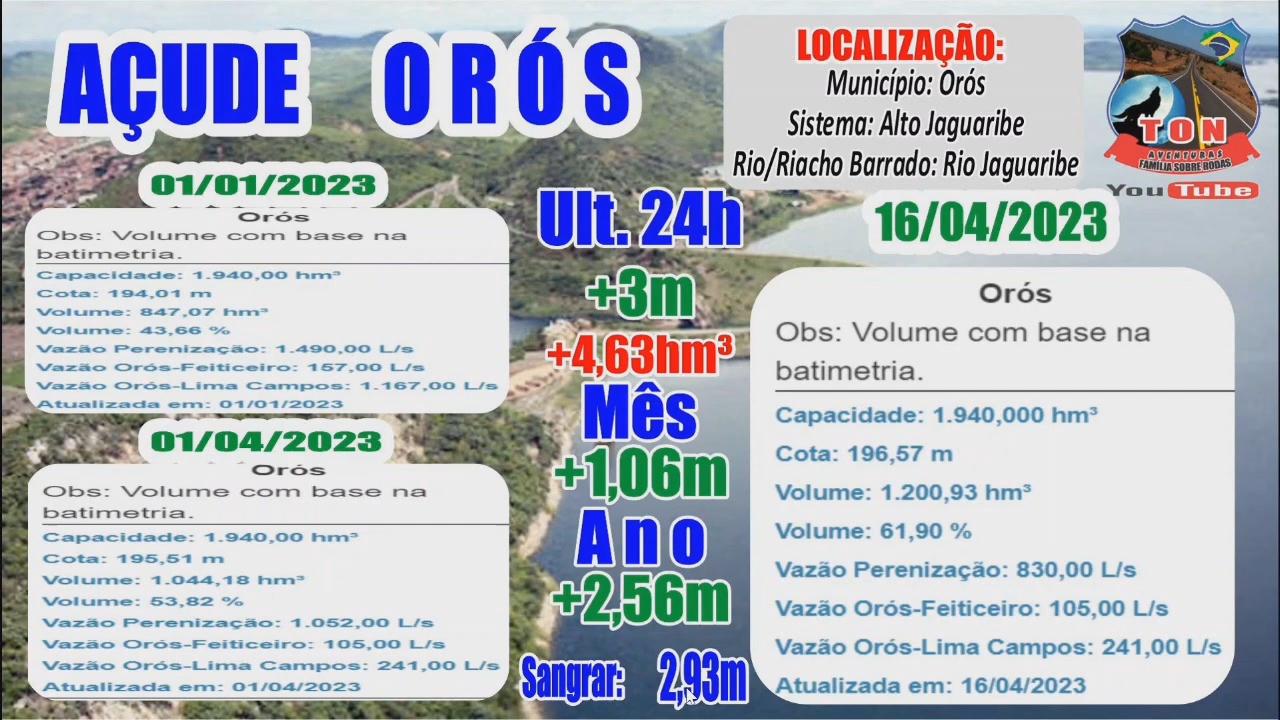 AÇUDE ORÓS
LOCALIZAÇÃO:
Município: Orós
Sistema: Alto Jaguaribe
Rio/Riacho Barrado: Rio Jaguaribe
TON
AVENTURAS
FAMÍLIA SOBRE RODAS
YouTube
01/01/2023
Orós
Obs: Volume com base na
batimetria.
Capacidade: 1.940,00 hm³
Cota: 194,01 m
Volume: 847,07 hm³
Volume: 43,66 %
Vazão Perenização: 1.490,00 L/s
Vazão Orós-Feiticeiro: 157,00 L/s
Vazão Orós-Lima Campos: 1.167,00 L/s
Atualizada em: 01/01/2023
01/04/2023
Orós
Obs: Volume com base na
batimetria.
Capacidade: 1.940,00 hm³
Cota: 195,51 m
Volume: 1.044,18 hm³
Volume: 53,82 %
Vazão Perenização: 1.052,00 L/s
Vazão Orós-Feiticeiro: 105,00 L/s
Vazão Orós-Lima Campos: 241,00 L/s
Atualizada em: 01/04/2023
Ult. 24h
+3m
+4,63hm³
Mês
+1,06m
Ano
+2,56m
Sangrar: 2,93m
16/04/2023
Orós
Obs: Volume com base na
batimetria.
Capacidade: 1.940,000 hm³
Cota: 196,57 m
Volume: 1.200,93 hm³
Volume: 61,90 %
Vazão Perenização: 830,00 L/s
Vazão Orós-Feiticeiro: 105,00 L/s
Vazão Orós-Lima Campos: 241,00 L/s
Atualizada em: 16/04/2023